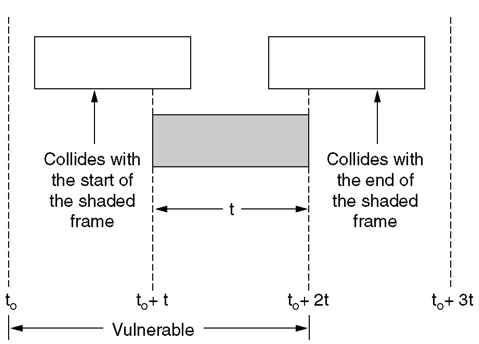 Collides with
the start of
the shaded
frame
Collides with
the end of
the shaded
frame
t
to
to+ t
to+ 2t
to+ 3t
Vulnerable